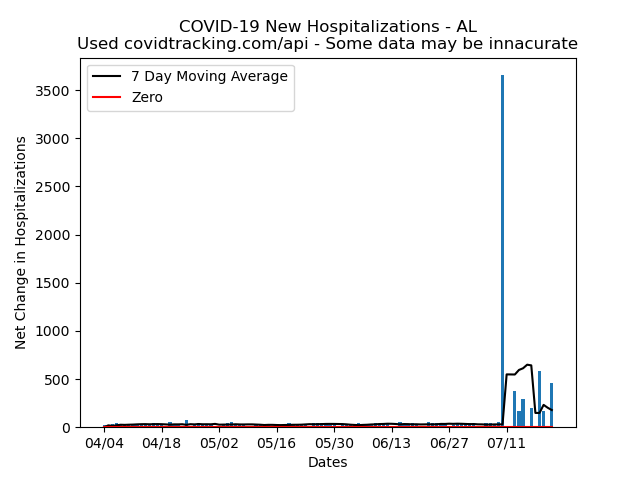 COVID-19 New Hospitalizations - AL
Used covidtracking.com/api - Some data may be innacurate
7 Day Moving Average
Zero
3500
3000
2500
2000
1500
1000
500
0
Net Change in Hospitalizations
04/04 04/18 05/02 05/16 05/30 06/13 06/27 07/11
Dates